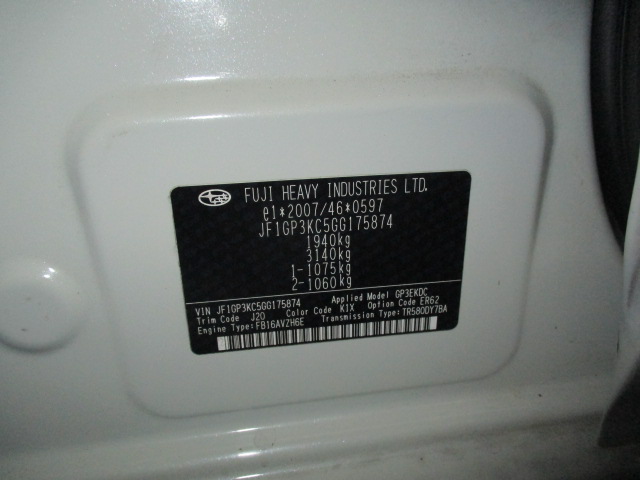 FUJI HEAVY INDUSTRIES LTD.
e1*2007/46*0597
JF1GP3KC5GG175874
1940kg
3140kg
1-1075kg
2-1060kg
VIN JF1GP3KC5GG175874 Applied Model GP3EKDC
Trim Code J20 Color Code K1X Option Code ER62
Engine Type: FB16AVZH6E Transmission Type: TR580DY7BA